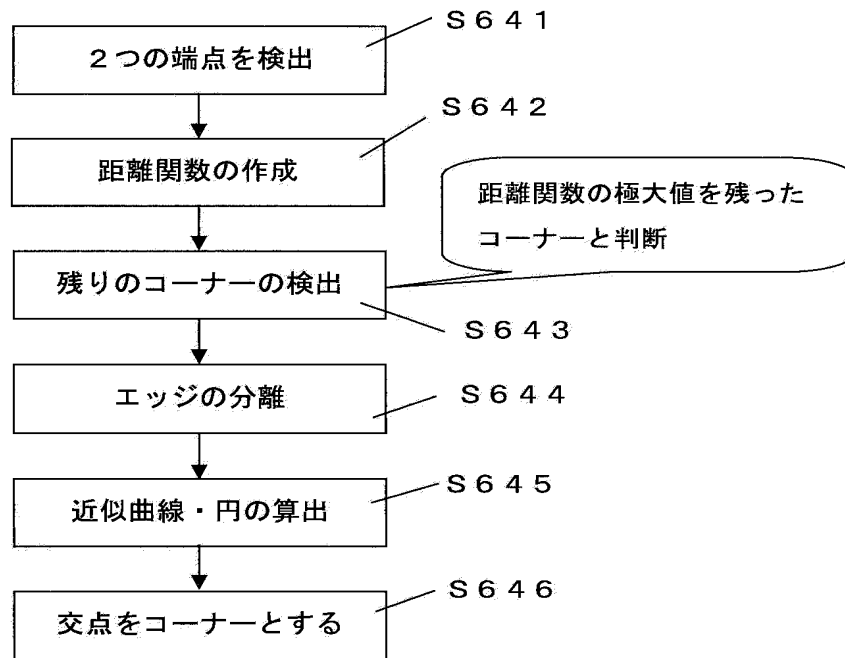 S641
2つの端点を検出
S642
距離関数の作成
距離関数の極大値を残った
コーナーと判断
残りのコーナーの検出
S643
エッジの分離
S644
S645
近似曲線・円の算出
S646
交点をコーナーとする